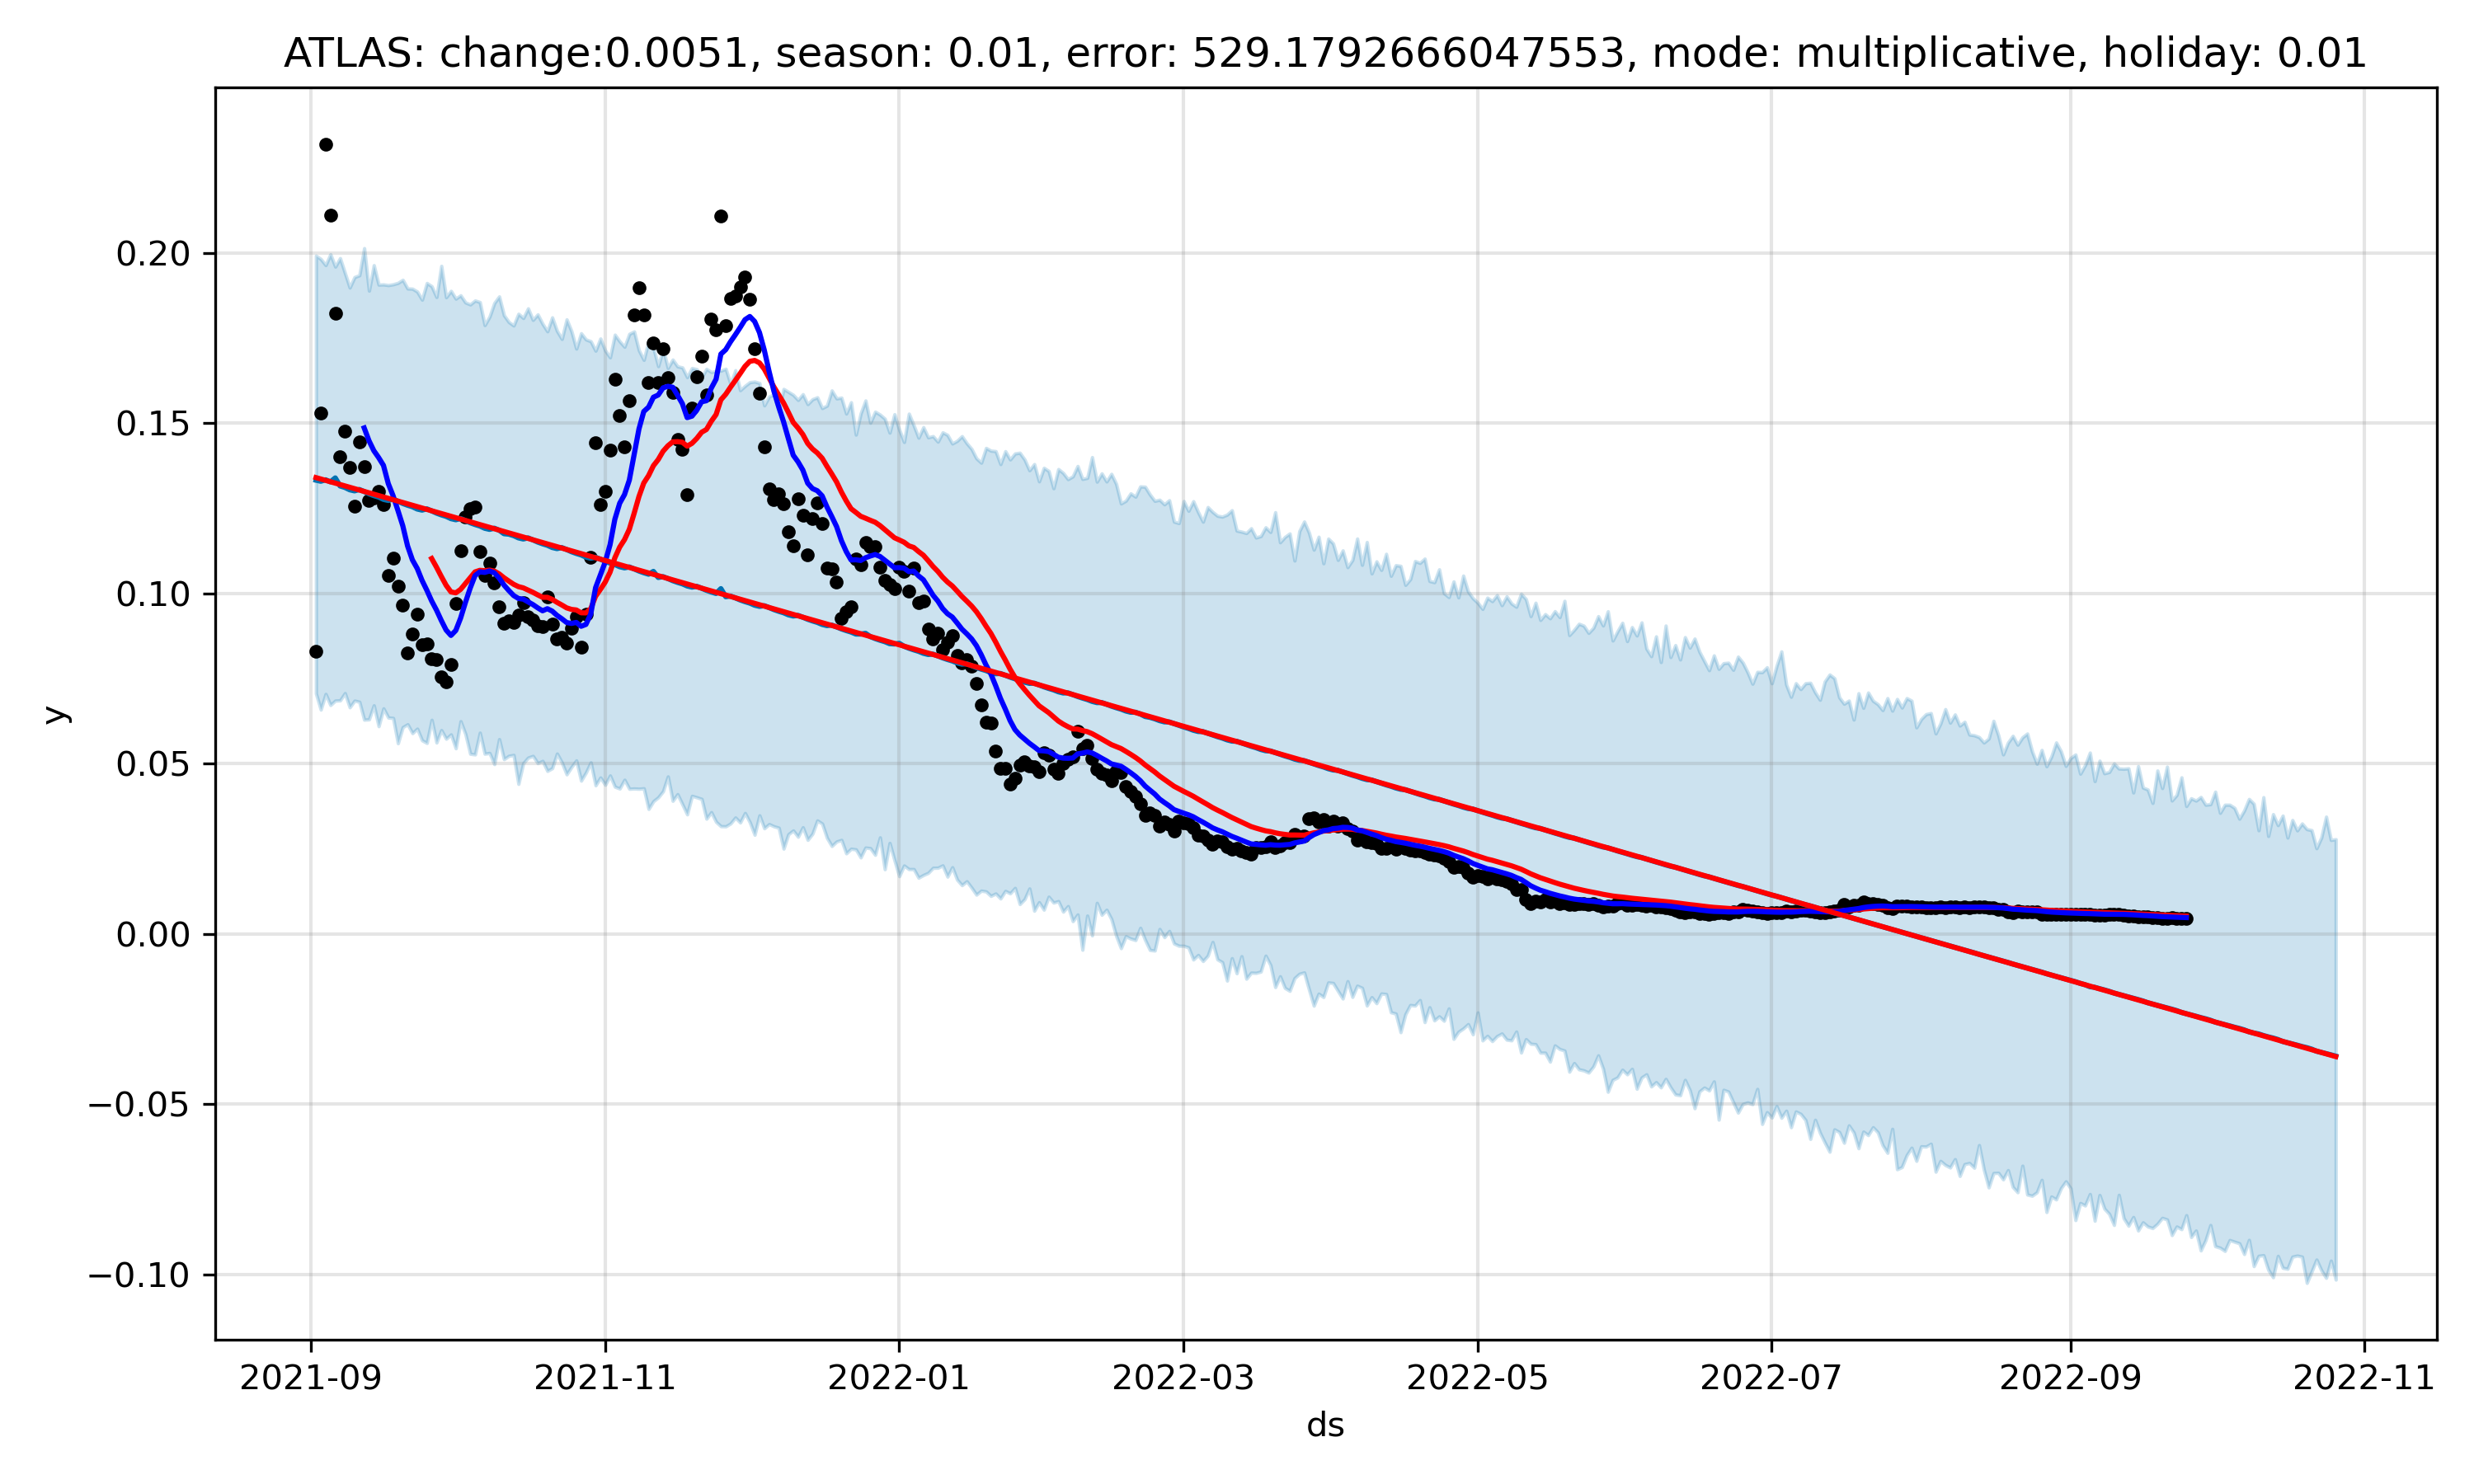 ATLAS: change:0.0051, season: 0.01, error: 529.1792666047553, mode: multiplicative, holiday: 0.01
0.20
0.15
0.10
0.05
0.00
−0.05
−0.10
y
2021-09 2021-11 2022-01 2022-03 2022-05 2022-07 2022-09 2022-11
ds